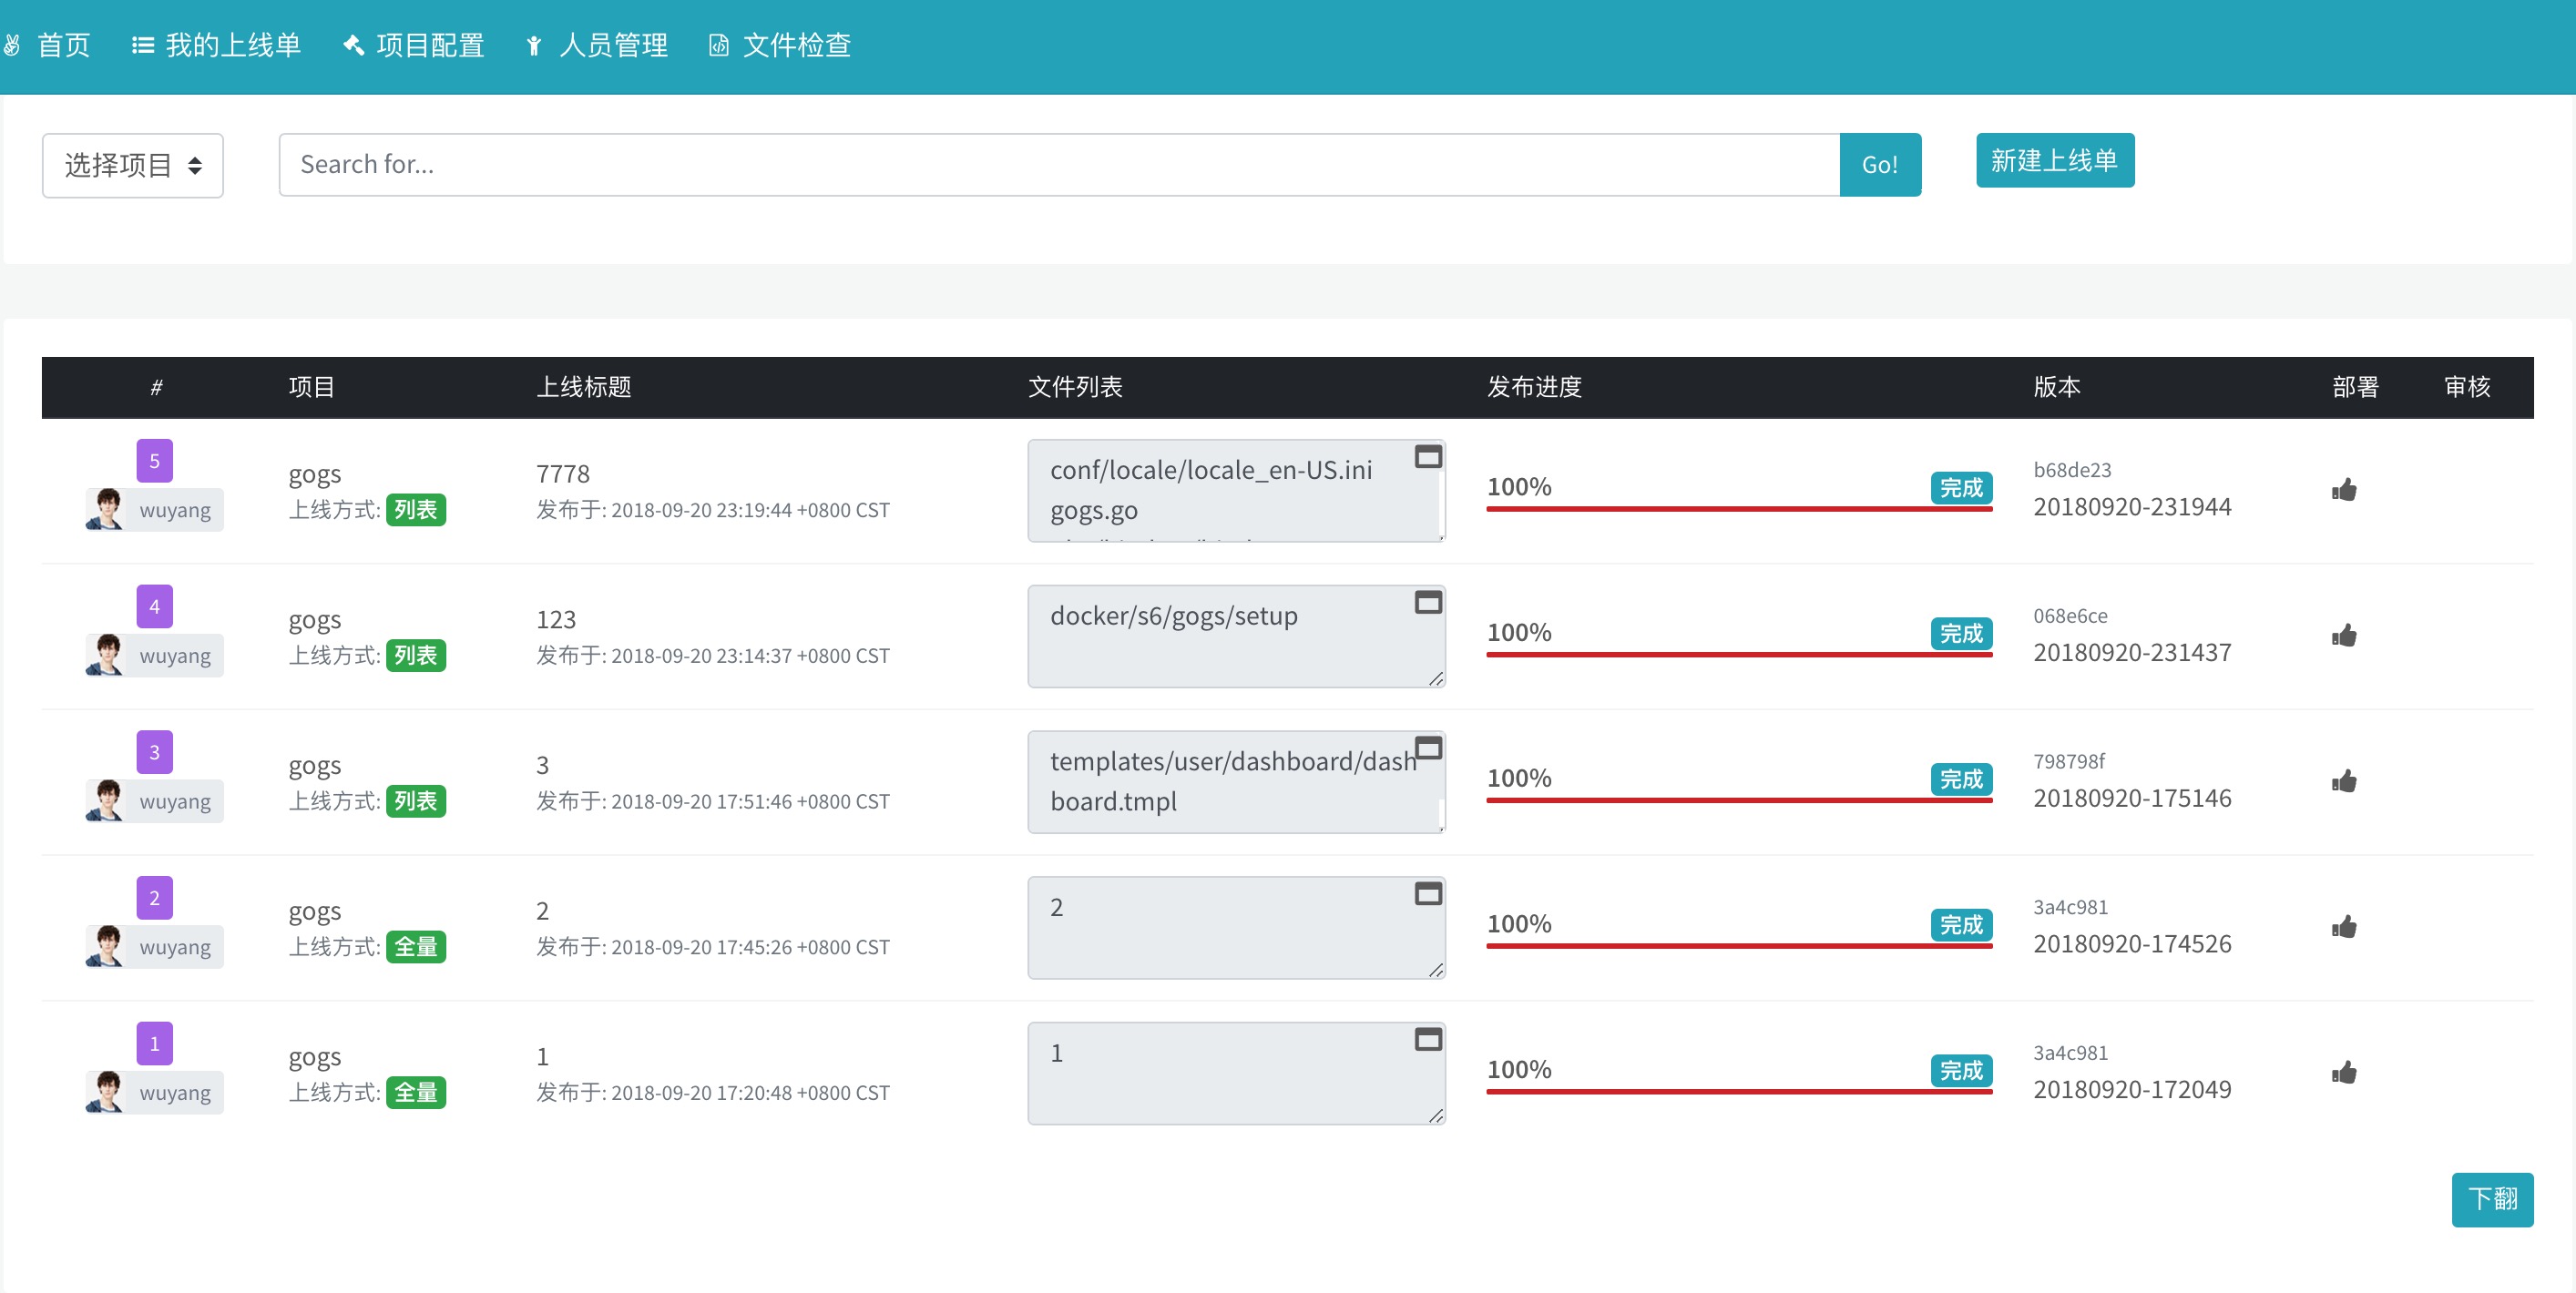 首页 我的上线单 项目配置 人员管理 文件检查
选择项目 Search for... Go! 新建上线单
# 项目 上线标题 文件列表 发布进度 版本 部署 审核
5
wuyang
gogs
上线方式: 列表
7778
发布于: 2018-09-20 23:19:44 +0800 CST
conf/locale/locale_en-US.ini
gogs.go
100% 完成
b68de23
20180920-231944
4
wuyang
gogs
上线方式: 列表
123
发布于: 2018-09-20 23:14:37 +0800 CST
docker/s6/gogs/setup
100% 完成
068e6ce
20180920-231437
3
wuyang
gogs
上线方式: 列表
3
发布于: 2018-09-20 17:51:46 +0800 CST
templates/user/dashboard/dash
board.tmpl
100% 完成
798798f
20180920-175146
2
wuyang
gogs
上线方式: 全量
2
发布于: 2018-09-20 17:45:26 +0800 CST
2
100% 完成
3a4c981
20180920-174526
1
wuyang
gogs
上线方式: 全量
1
发布于: 2018-09-20 17:20:48 +0800 CST
1
100% 完成
3a4c981
20180920-172049
下翻